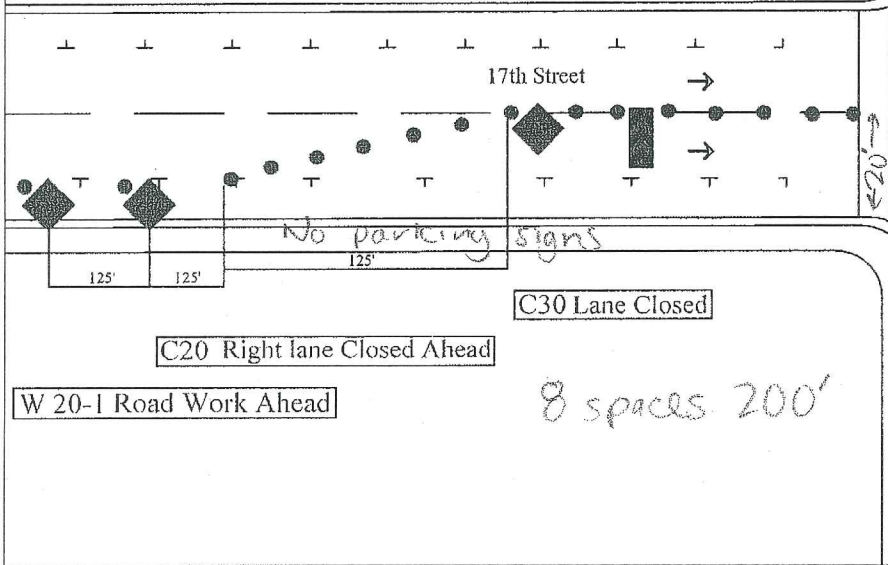 17th Street
←20'→
No parking signs
125'
125'
125'
C30 Lane Closed
C20 Right lane Closed Ahead
W 20-1 Road Work Ahead
8 spaces 200'